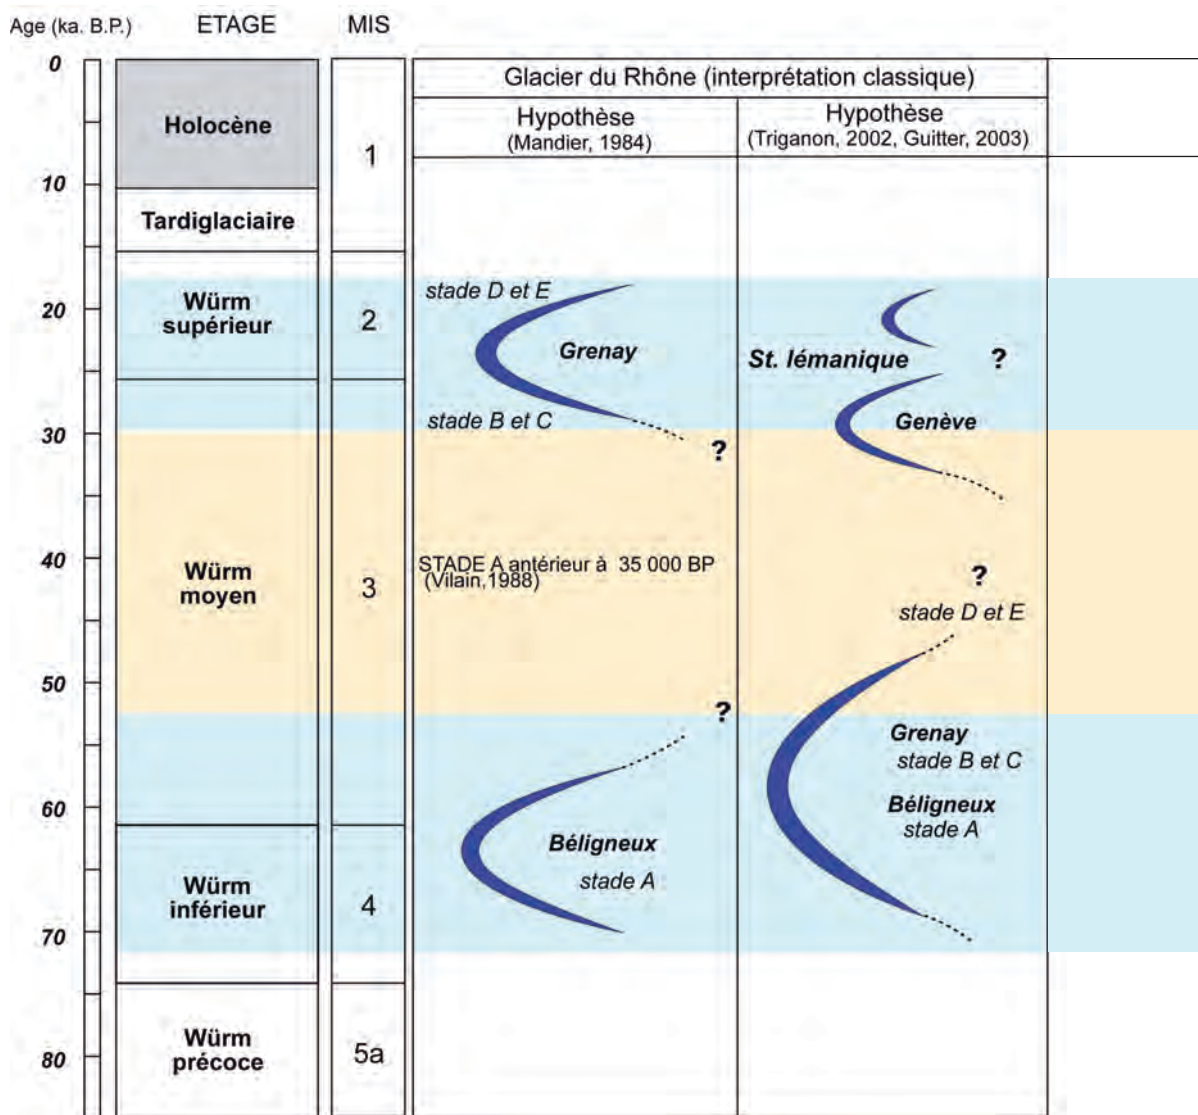 Age (ka. B.P.)
ETAGE
MIS
0
10
20
30
40
50
60
70
80
Holocène
Tardiglaciaire
Würm
supérieur
Würm
moyen
Würm
inférieur
Würm
précoce
1
2
3
4
5a
Glacier du Rhône (interprétation classique)
Hypothèse
(Mandier, 1984)
stade D et E
Grenay
stade B et C
?
STADE A antérieur à 35 000 BP
(Vilain,1988)
?
Béligneux
stade A
Hypothèse
(Triganon, 2002, Guitter, 2003)
St. lémanique
?
Genève
?
stade D et E
Grenay
stade B et C
Béligneux
stade A